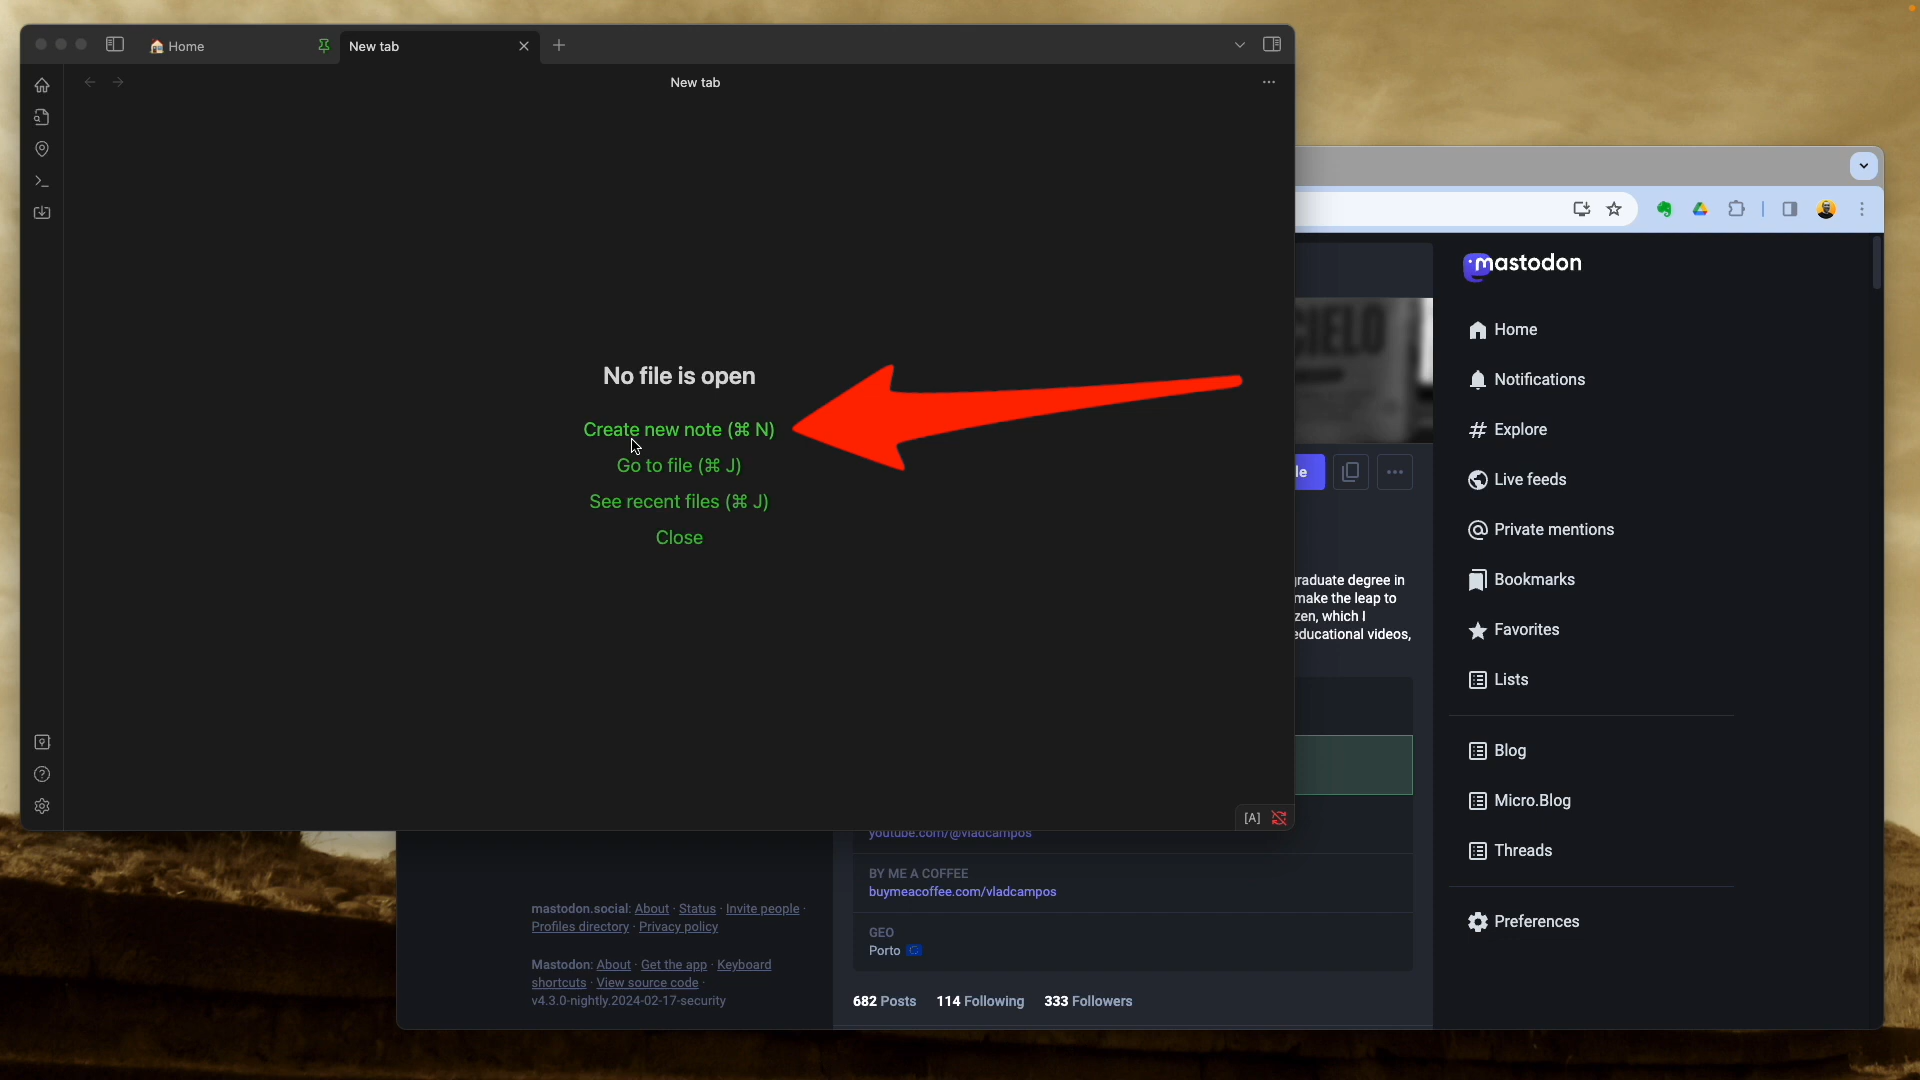 Home
New tab
New tab
No file is open
Create new note (⌘ N)
Go to file (⌘ J)
See recent files (⌘ J)
Close
[A]
CIELO
le
graduate degree in
make the leap to
zen, which I
educational videos,
youtube.com/@vladcampos
BY ME A COFFEE
buymeacoffee.com/vladcampos
GEO
Porto
682 Posts 114 Following 333 Followers
mastodon.social: About · Status · Invite people ·
Profiles directory · Privacy policy
Mastodon: About · Get the app · Keyboard
shortcuts · View source code ·
v4.3.0-nightly.2024-02-17-security
mastodon
Home
Notifications
Explore
Live feeds
Private mentions
Bookmarks
Favorites
Lists
Blog
Micro.Blog
Threads
Preferences